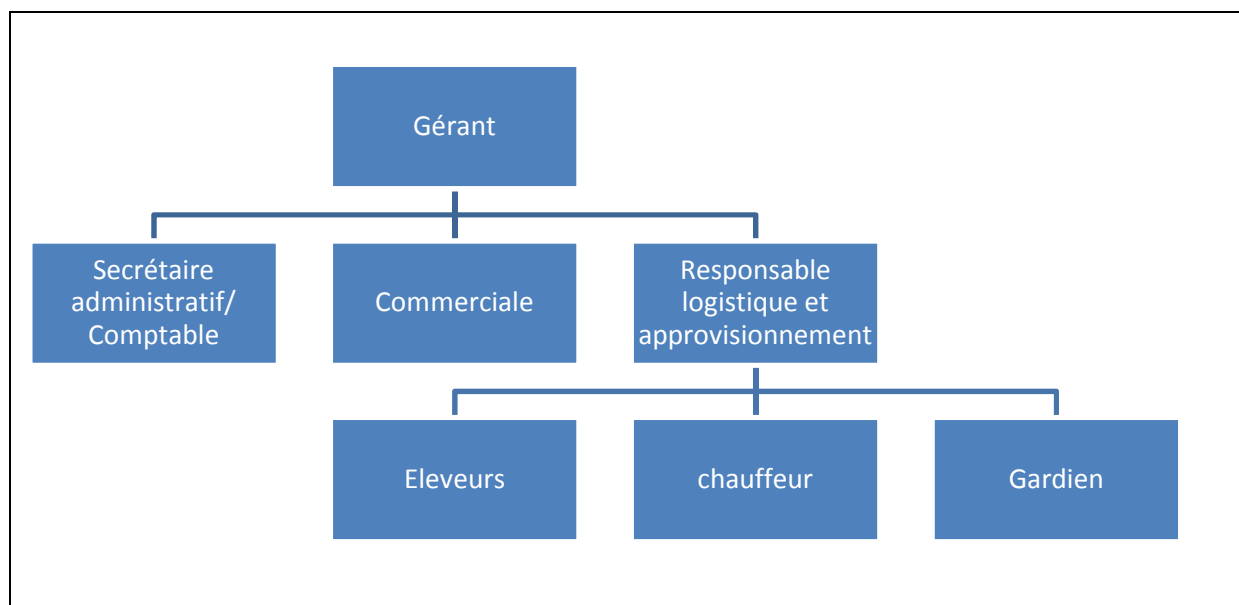 Gérant
Secrétaire
administratif/
Comptable
Commerciale
Responsable
logistique et
approvisionnement
Eleveurs
chauffeur
Gardien